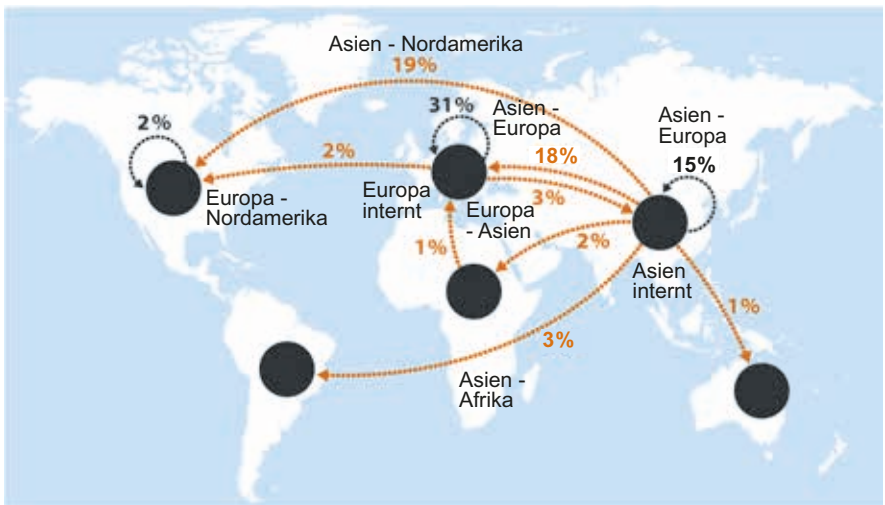 Asien - Nordamerika
19%
2%
31%
Asien -
Europa
Asien -
Europa
15%
2%
18%
3%
Europa -
Nordamerika
Europa
internt
Europa
- Asien
1%
2%
Asien
internt
1%
3%
Asien -
Afrika